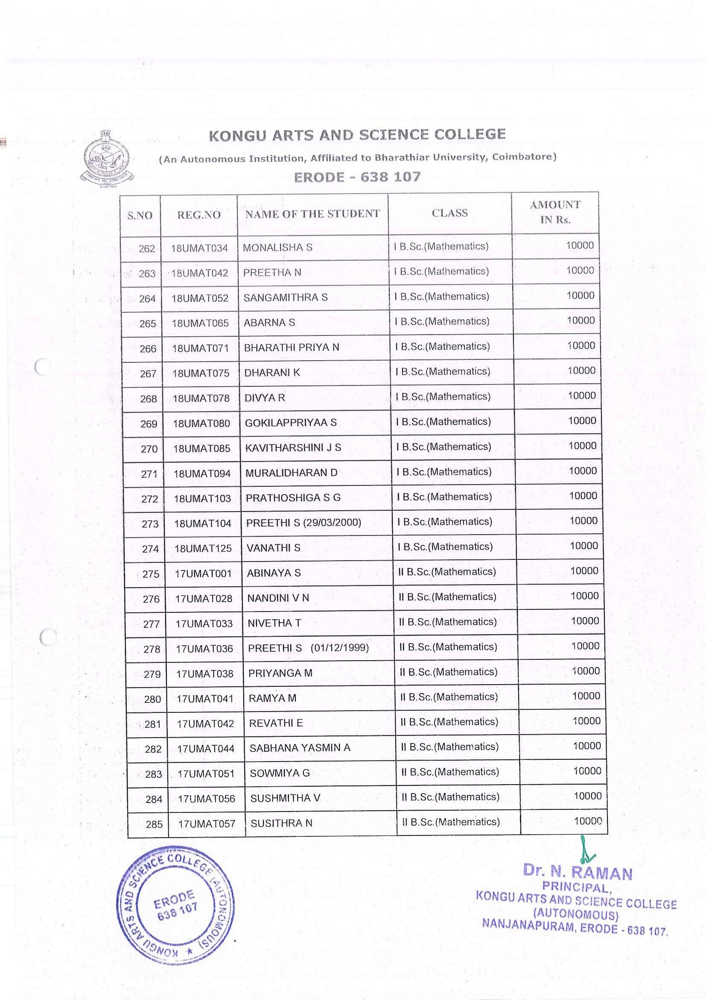 KONGU ARTS AND SCIENCE COLLEGE
(An Autonomous Institution, Affiliated to Bharathiar University, Coimbatore)
ERODE - 638 107
S.NO REG.NO NAME OF THE STUDENT CLASS AMOUNT IN Rs.
262 18UMAT034 MONALISHA S I B.Sc.(Mathematics) 10000
263 18UMAT042 PREETHA N I B.Sc.(Mathematics) 10000
264 18UMAT052 SANGAMITHRA S I B.Sc.(Mathematics) 10000
265 18UMAT065 ABARNA S I B.Sc.(Mathematics) 10000
266 18UMAT071 BHARATHI PRIYA N I B.Sc.(Mathematics) 10000
267 18UMAT075 DHARANI K I B.Sc.(Mathematics) 10000
268 18UMAT078 DIVYA R I B.Sc.(Mathematics) 10000
269 18UMAT080 GOKILAPPRIYAA S I B.Sc.(Mathematics) 10000
270 18UMAT085 KAVITHARSHINI J S I B.Sc.(Mathematics) 10000
271 18UMAT094 MURALIDHARAN D I B.Sc.(Mathematics) 10000
272 18UMAT103 PRATHOSHIGA S G I B.Sc.(Mathematics) 10000
273 18UMAT104 PREETHI S (29/03/2000) I B.Sc.(Mathematics) 10000
274 18UMAT125 VANATHI S I B.Sc.(Mathematics) 10000
275 17UMAT001 ABINAYA S II B.Sc.(Mathematics) 10000
276 17UMAT028 NANDINI V N II B.Sc.(Mathematics) 10000
277 17UMAT033 NIVETHA T II B.Sc.(Mathematics) 10000
278 17UMAT036 PREETHI S (01/12/1999) II B.Sc.(Mathematics) 10000
279 17UMAT038 PRIYANGA M II B.Sc.(Mathematics) 10000
280 17UMAT041 RAMYA M II B.Sc.(Mathematics) 10000
281 17UMAT042 REVATHI E II B.Sc.(Mathematics) 10000
282 17UMAT044 SABHANA YASMIN A II B.Sc.(Mathematics) 10000
283 17UMAT051 SOWMIYA G II B.Sc.(Mathematics) 10000
284 17UMAT056 SUSHMITHA V II B.Sc.(Mathematics) 10000
285 17UMAT057 SUSITHRA N II B.Sc.(Mathematics) 10000
KONGU ARTS AND SCIENCE COLLEGE (AUTONOMOUS)
ERODE
638 107
Dr. N. RAMAN
PRINCIPAL,
KONGU ARTS AND SCIENCE COLLEGE
(AUTONOMOUS)
NANJANAPURAM, ERODE - 638 107.